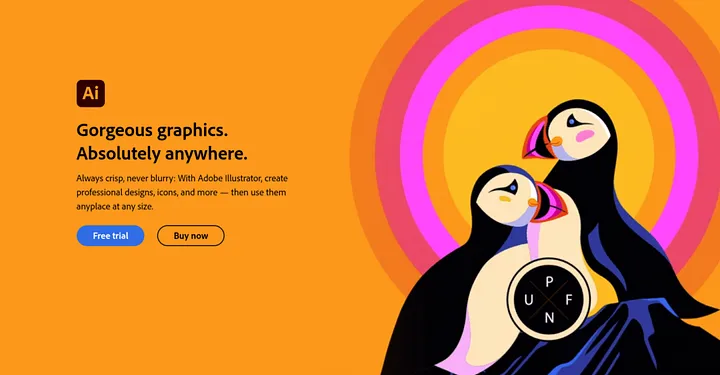 Ai
Gorgeous graphics.
Absolutely anywhere.
Always crisp, never blurry: With Adobe Illustrator, create
professional designs, icons, and more — then use them
anyplace at any size.
Free trial
Buy now
P
U F
N